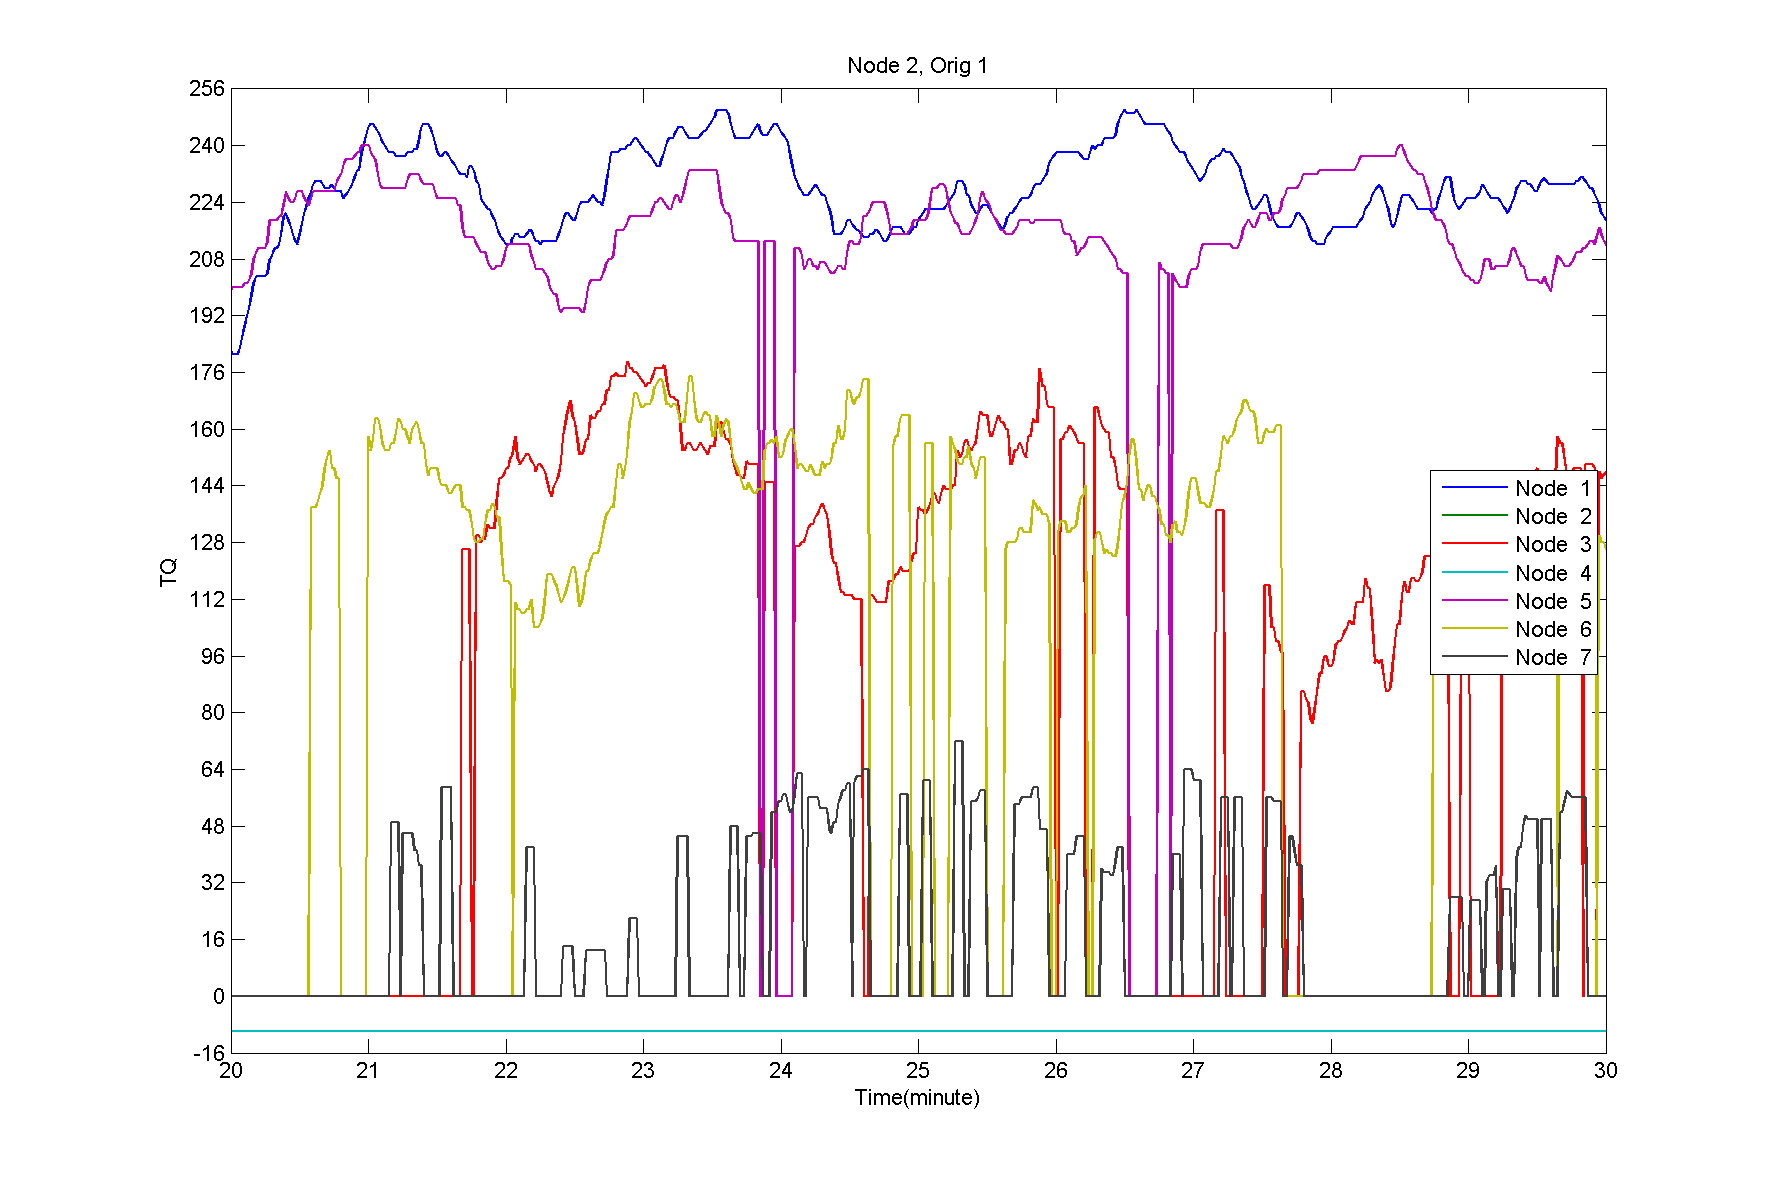 Node 2, Orig 1
256
240
224
208
192
176
160
144
128
112
96
80
64
48
32
16
0
-16
TQ
Node 1
Node 2
Node 3
Node 4
Node 5
Node 6
Node 7
20 21 22 23 24 25 26 27 28 29 30
Time(minute)